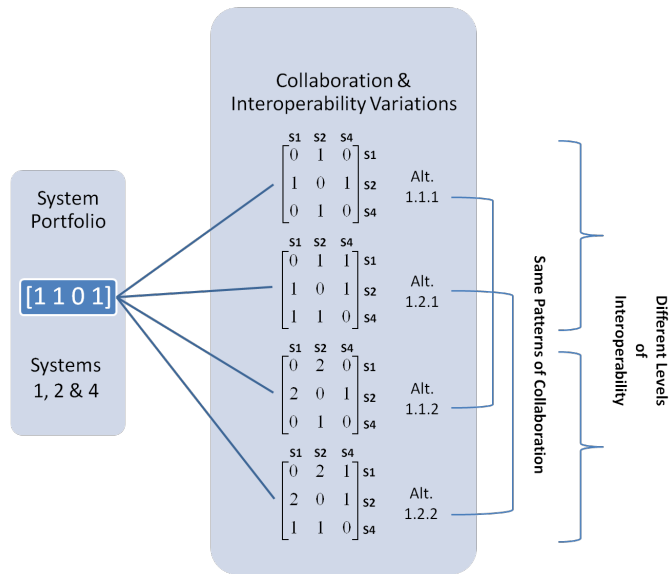 System
Portfolio
[1 1 0 1]
Systems
1, 2 & 4
Collaboration &
Interoperability Variations
S1 S2 S4
0 1 0 S1
1 0 1 S2
0 1 0 S4
Alt.
1.1.1
S1 S2 S4
0 1 1 S1
1 0 1 S2
1 1 0 S4
Alt.
1.2.1
S1 S2 S4
0 2 0 S1
2 0 1 S2
0 1 0 S4
Alt.
1.1.2
S1 S2 S4
0 2 1 S1
2 0 1 S2
1 1 0 S4
Alt.
1.2.2
Same Patterns of Collaboration
Different Levels
of
Interoperability